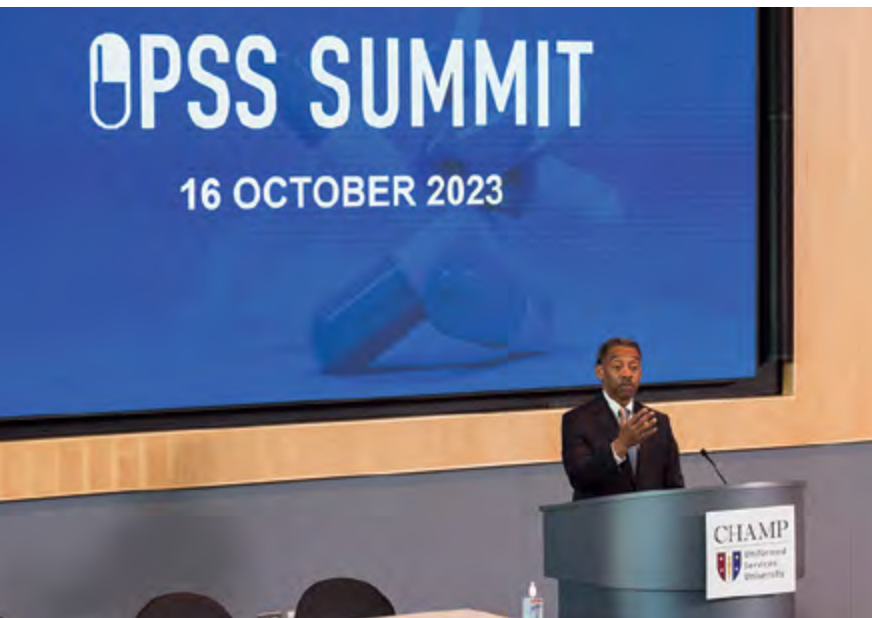 OPSS SUMMIT
16 OCTOBER 2023
CHAMP
Uniformed
Services
University